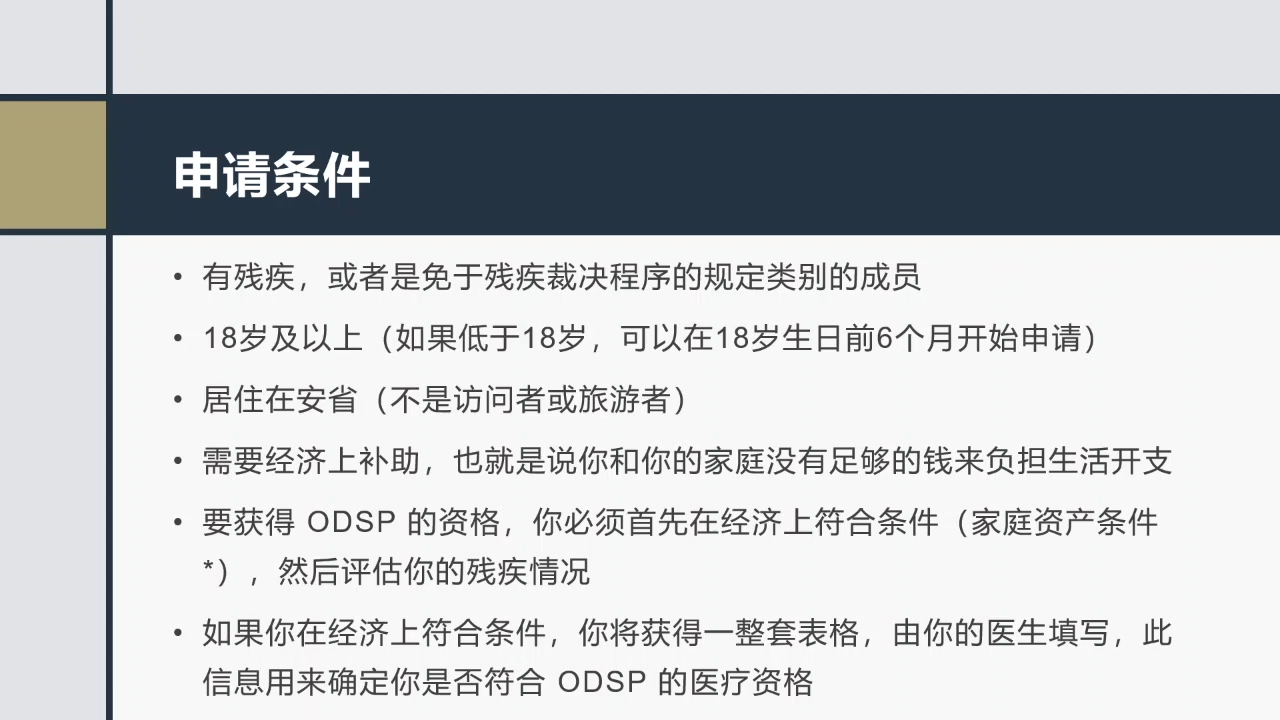 申请条件
• 有残疾，或者是免于残疾裁决程序的规定类别的成员
• 18岁及以上（如果低于18岁，可以在18岁生日前6个月开始申请）
• 居住在安省（不是访问者或旅游者）
• 需要经济上补助，也就是说你和你的家庭没有足够的钱来负担生活开支
• 要获得 ODSP 的资格，你必须首先在经济上符合条件（家庭资产条件
*），然后评估你的残疾情况
• 如果你在经济上符合条件，你将获得一整套表格，由你的医生填写，此
信息用来确定你是否符合 ODSP 的医疗资格